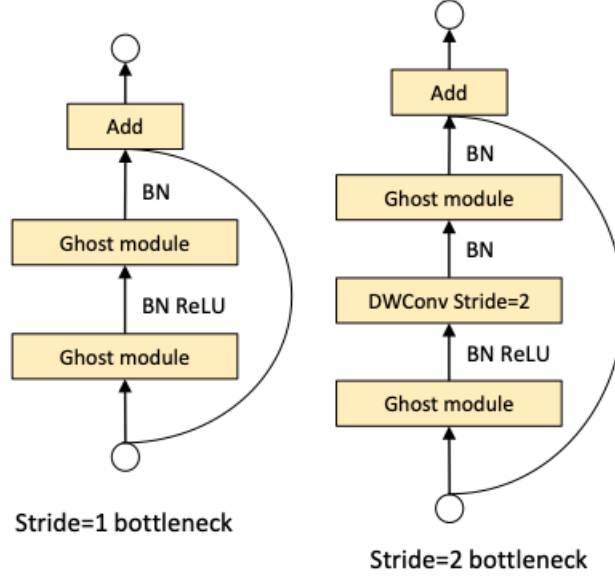 Add
BN
Ghost module
BN ReLU
Ghost module
Stride=1 bottleneck
Add
BN
Ghost module
BN
DWConv Stride=2
BN ReLU
Ghost module
Stride=2 bottleneck